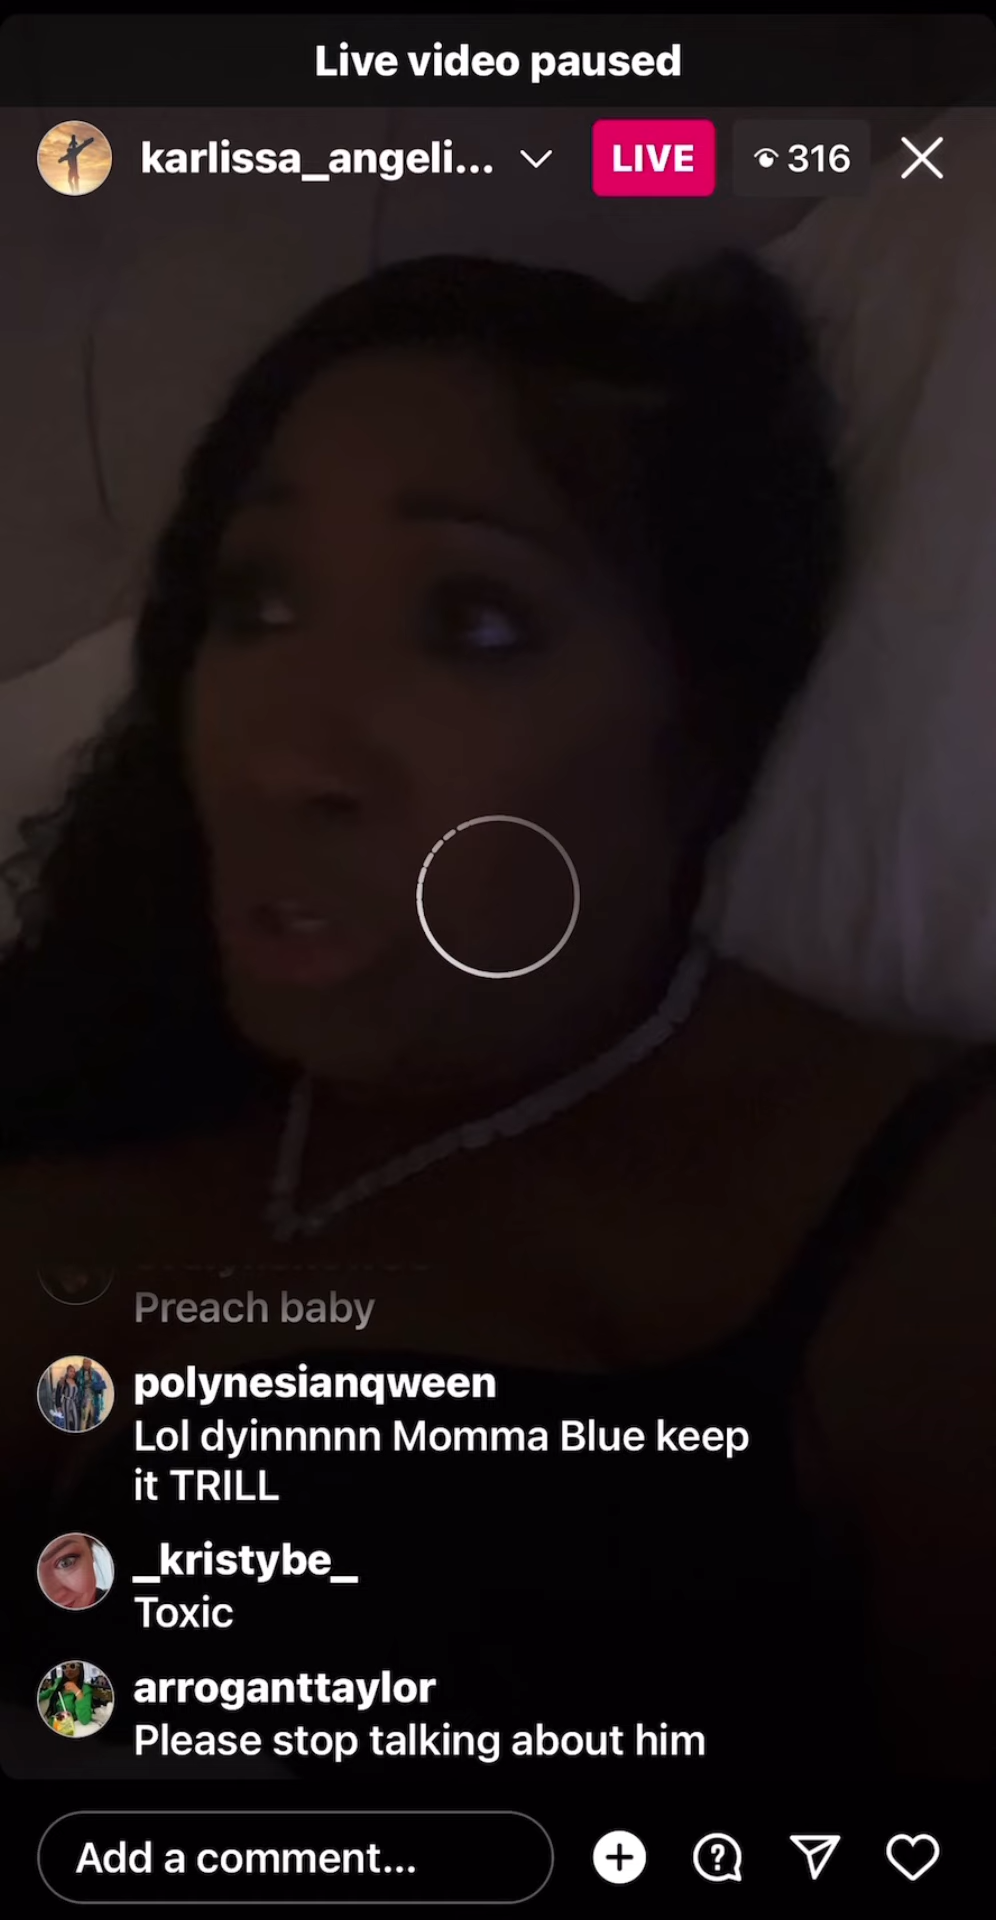 Live video paused
karlissa_angeli...
LIVE
316
Preach baby
polynesianqween
Lol dyinnnnn Momma Blue keep
it TRILL
_kristybe_
Toxic
arroganttaylor
Please stop talking about him
Add a comment...